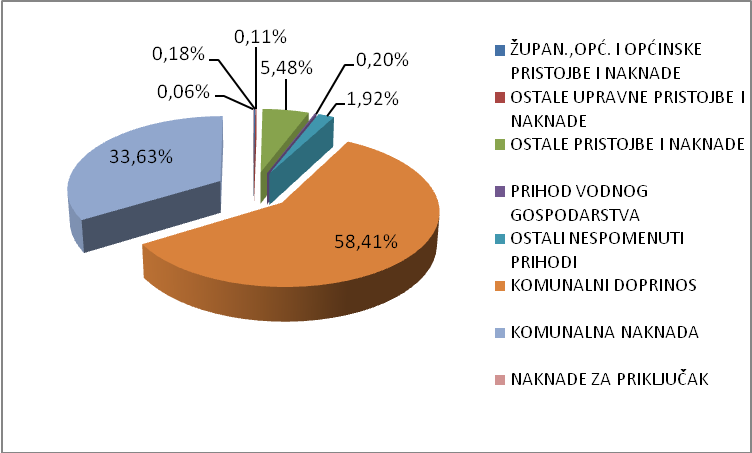 0,11%
0,18%
0,20%
5,48%
0,06%
1,92%
33,63%
58,41%
ŽUPAN.,OPĆ. I OPĆINSKE
PRISTOJBE I NAKNADE
OSTALE UPRAVNE PRISTOJBE I
NAKNADE
OSTALE PRISTOJBE I NAKNADE
PRIHOD VODNOG
GOSPODARSTVA
OSTALI NESPOMENUTI
PRIHODI
KOMUNALNI DOPRINOS
KOMUNALNA NAKNADA
NAKNADE ZA PRIKLJUČAK